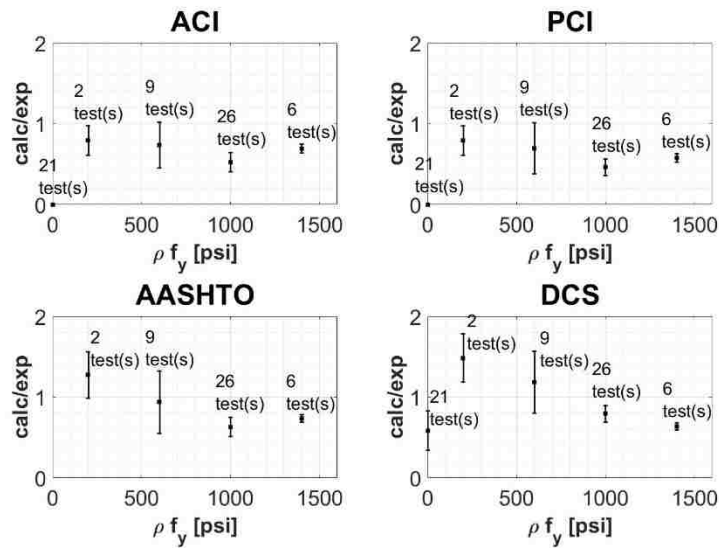 ACI
calc/exp
2
1
0
2
test(s)
9
test(s)
26
test(s)
6
test(s)
21
test(s)
0 500 1000 1500
ρ f_y [psi]
PCI
calc/exp
2
1
0
2
test(s)
9
test(s)
26
test(s)
6
test(s)
21
test(s)
0 500 1000 1500
ρ f_y [psi]
AASHTO
calc/exp
2
1
0
2
test(s)
9
test(s)
26
test(s)
6
test(s)
0 500 1000 1500
ρ f_y [psi]
DCS
calc/exp
2
1
0
2
test(s)
9
test(s)
26
test(s)
6
test(s)
21
test(s)
0 500 1000 1500
ρ f_y [psi]